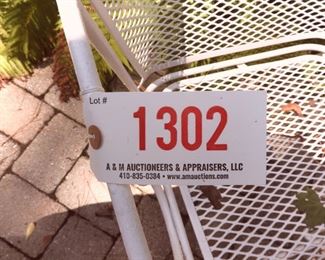 Lot #
1302
A & M AUCTIONEERS & APPRAISERS, LLC
410-835-0384 • www.amauctions.com